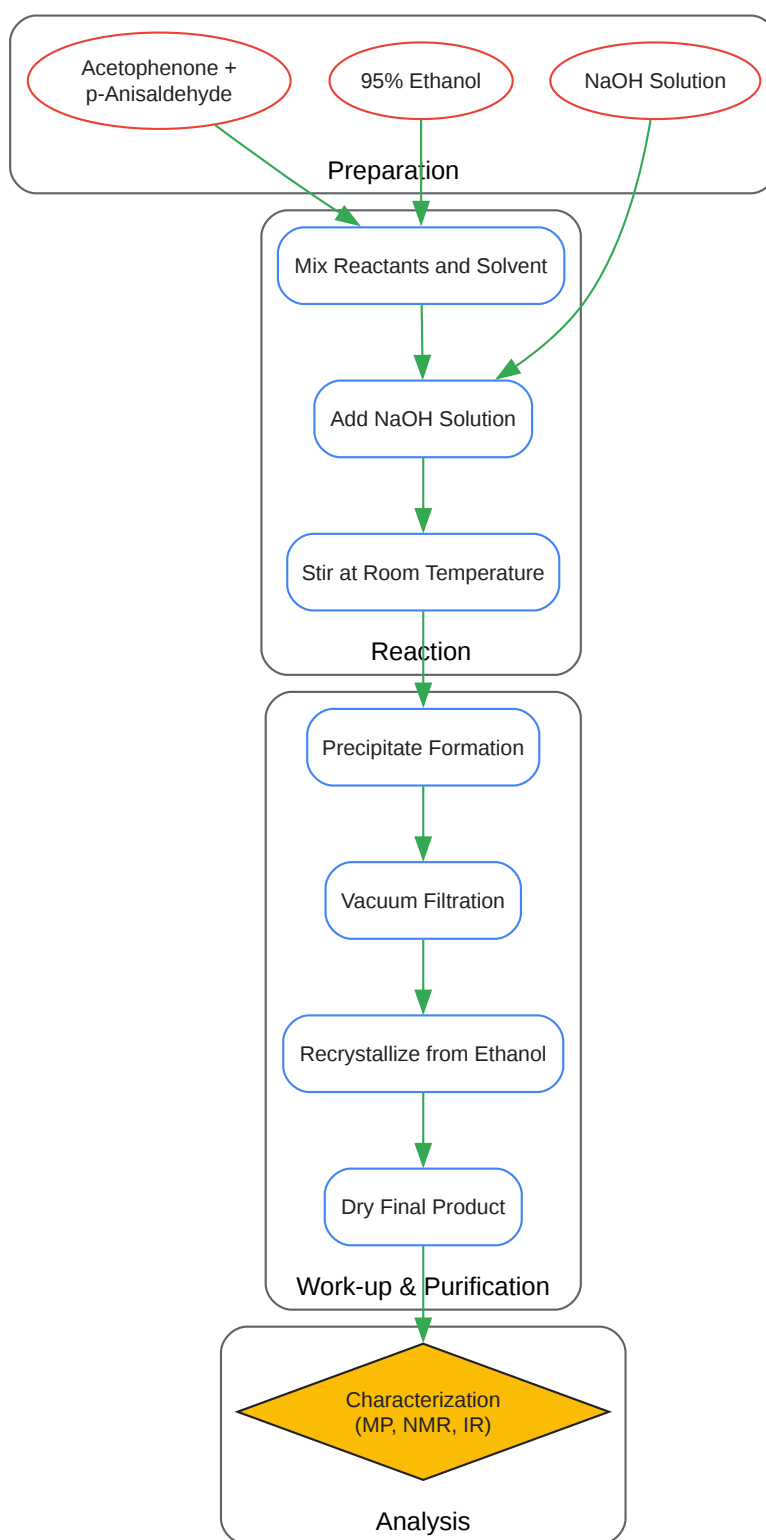 Acetophenone +
p-Anisaldehyde
95% Ethanol
NaOH Solution
Preparation
Mix Reactants and Solvent
Add NaOH Solution
Stir at Room Temperature
Reaction
Precipitate Formation
Vacuum Filtration
Recrystallize from Ethanol
Dry Final Product
Work-up & Purification
Characterization
(MP, NMR, IR)
Analysis